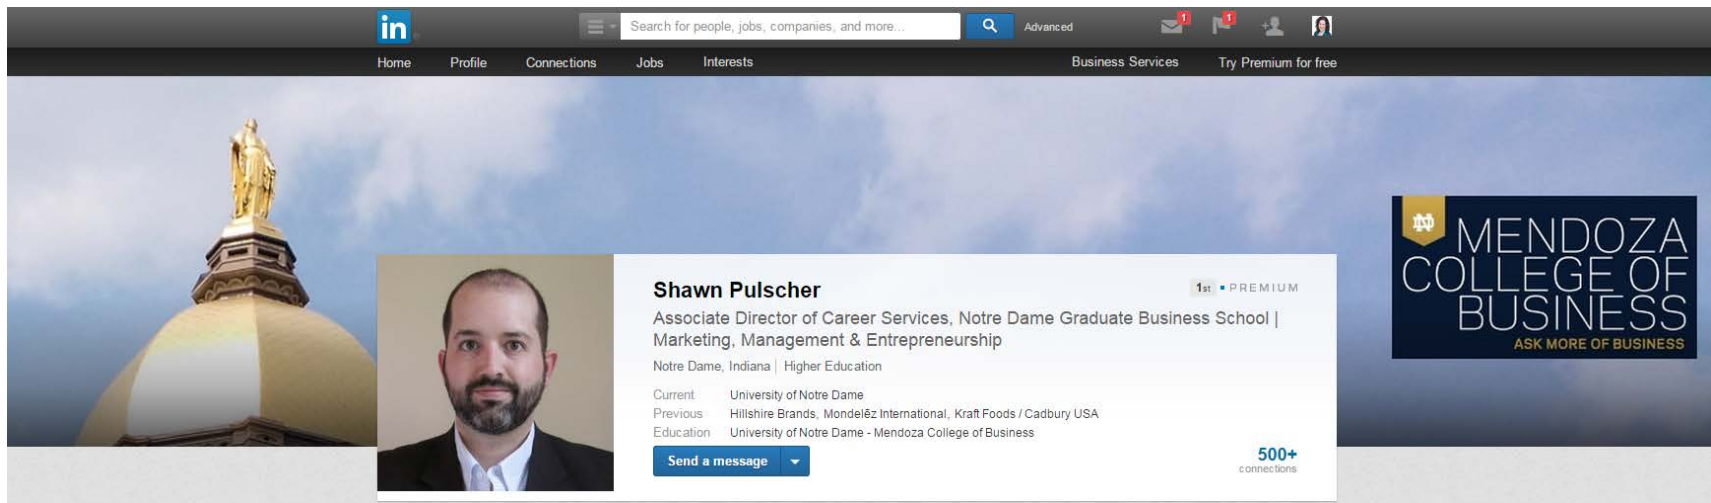 in
Search for people, jobs, companies, and more...
Advanced
1
1
Home Profile Connections Jobs Interests Business Services Try Premium for free
ND
MENDOZA
COLLEGE OF
BUSINESS
ASK MORE OF BUSINESS
Shawn Pulscher
1st PREMIUM
Associate Director of Career Services, Notre Dame Graduate Business School |
Marketing, Management & Entrepreneurship
Notre Dame, Indiana | Higher Education
Current University of Notre Dame
Previous Hillshire Brands, Mondelēz International, Kraft Foods / Cadbury USA
Education University of Notre Dame - Mendoza College of Business
Send a message
500+
connections